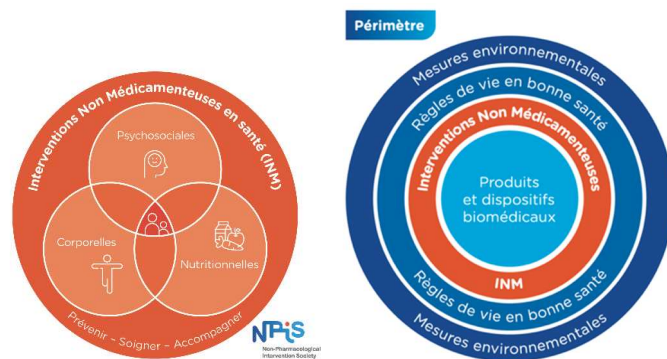 Interventions Non Médicamenteuses en santé (INM)
Psychosociales
Corporelles
Nutritionnelles
Prévenir – Soigner – Accompagner
NPIS
Non-Pharmacological
Intervention Society
Périmètre
Mesures environnementales
Règles de vie en bonne santé
Interventions Non Médicamenteuses
Produits
et dispositifs
biomédicaux
INM
Règles de vie en bonne santé
Mesures environnementales